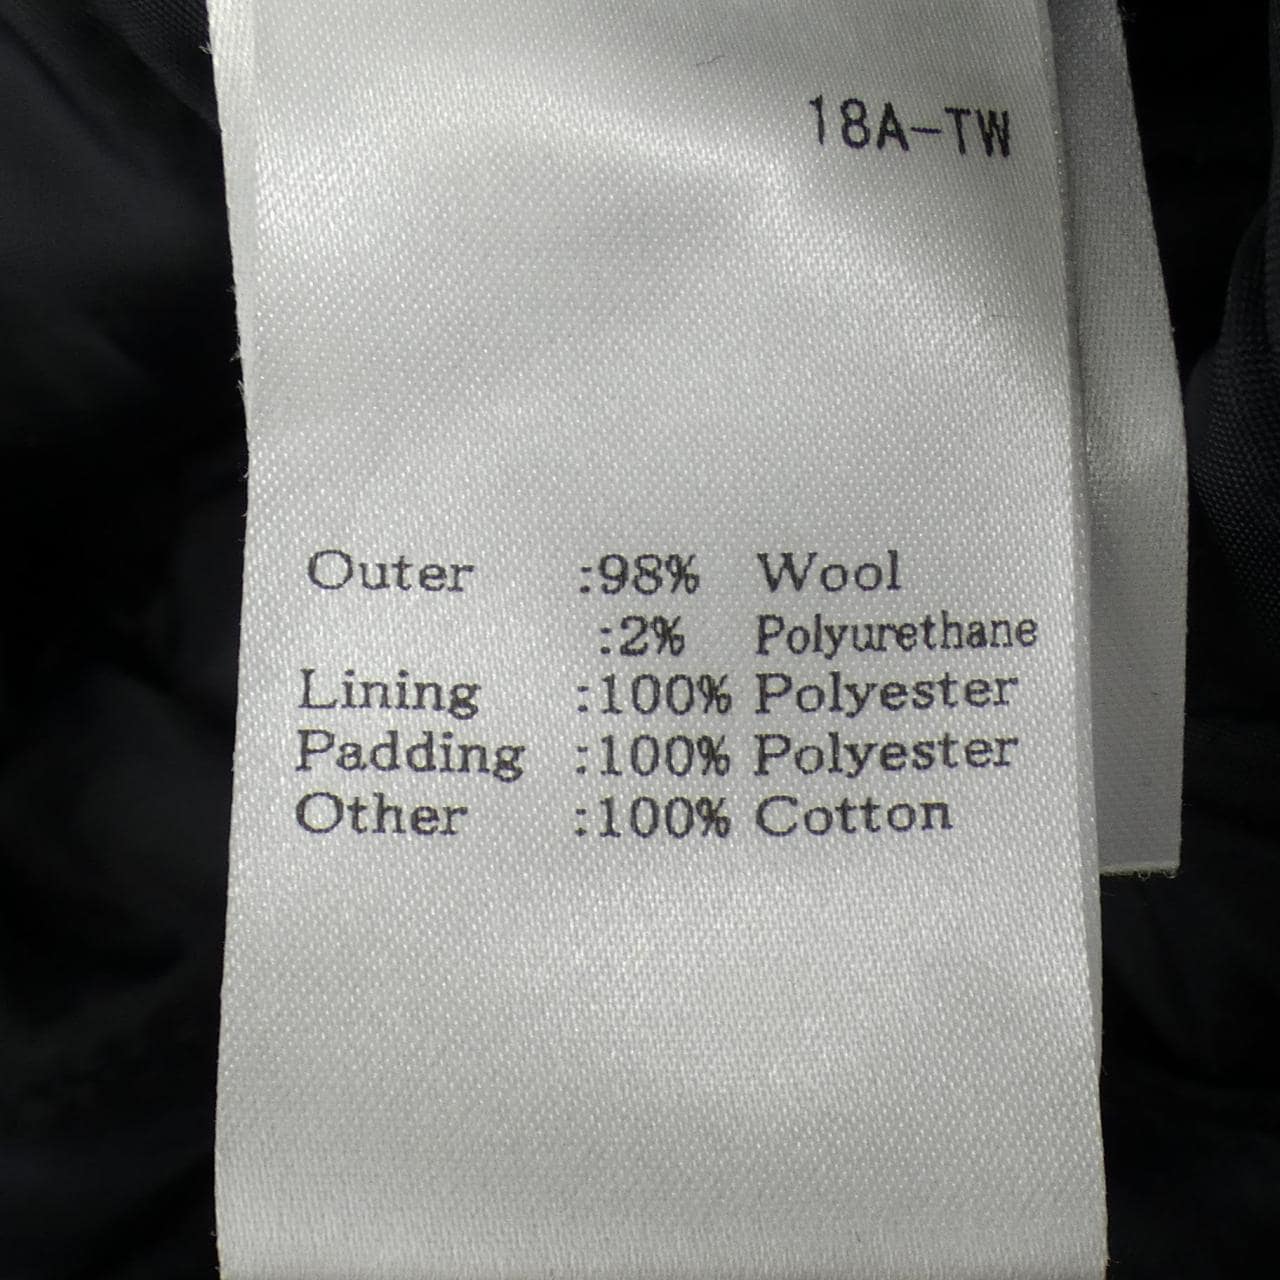 18A-TW
Outer :98% Wool
:2% Polyurethane
Lining :100% Polyester
Padding :100% Polyester
Other :100% Cotton